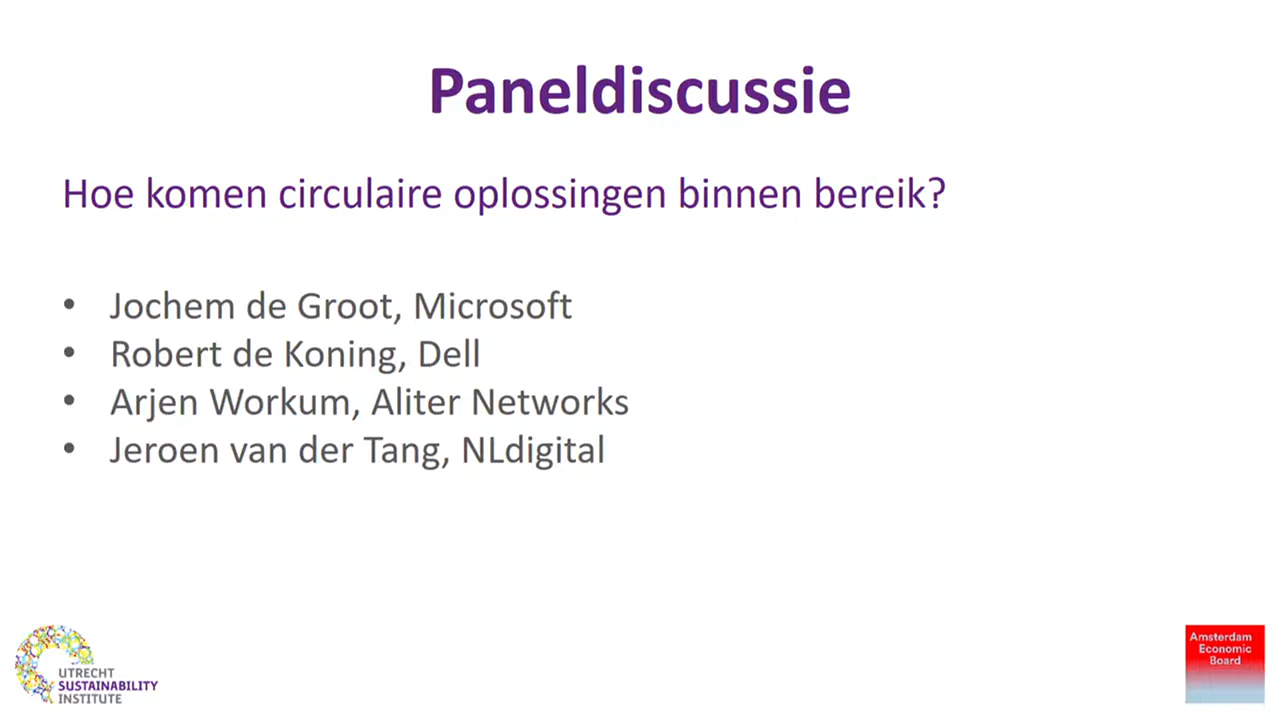 Paneldiscussie
Hoe komen circulaire oplossingen binnen bereik?
• Jochem de Groot, Microsoft
• Robert de Koning, Dell
• Arjen Workum, Aliter Networks
• Jeroen van der Tang, NLdigital
UTRECHT
SUSTAINABILITY
INSTITUTE
Amsterdam
Economic
Board